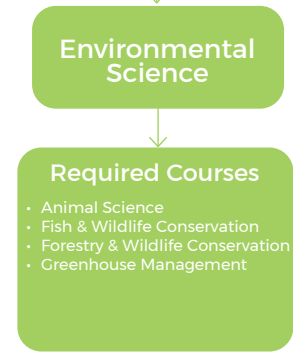 Environmental
Science
Required Courses
• Animal Science
• Fish & Wildlife Conservation
• Forestry & Wildlife Conservation
• Greenhouse Management